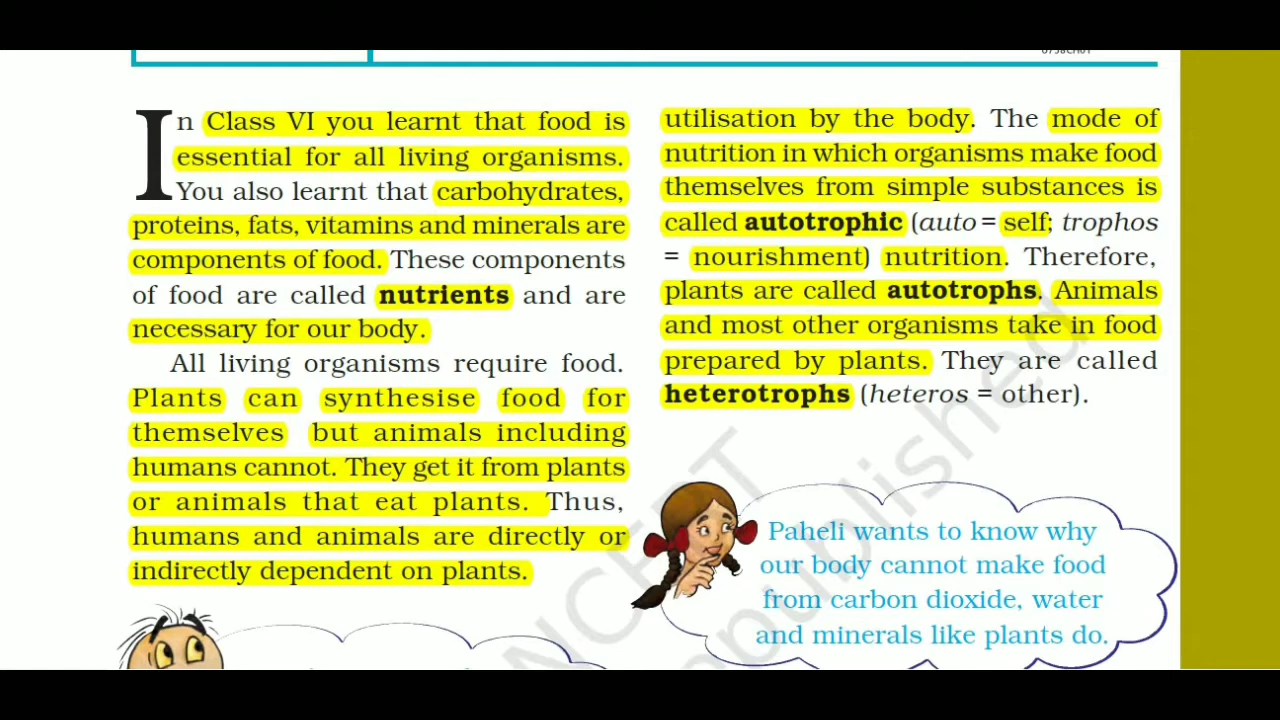 In Class VI you learnt that food is
essential for all living organisms.
You also learnt that carbohydrates,
proteins, fats, vitamins and minerals are
components of food. These components
of food are called nutrients and are
necessary for our body.
All living organisms require food.
Plants can synthesise food for
themselves but animals including
humans cannot. They get it from plants
or animals that eat plants. Thus,
humans and animals are directly or
indirectly dependent on plants.
utilisation by the body. The mode of
nutrition in which organisms make food
themselves from simple substances is
called autotrophic (auto = self; trophos
= nourishment) nutrition. Therefore,
plants are called autotrophs. Animals
and most other organisms take in food
prepared by plants. They are called
heterotrophs (heteros = other).
Paheli wants to know why
our body cannot make food
from carbon dioxide, water
and minerals like plants do.
NCERT
republished